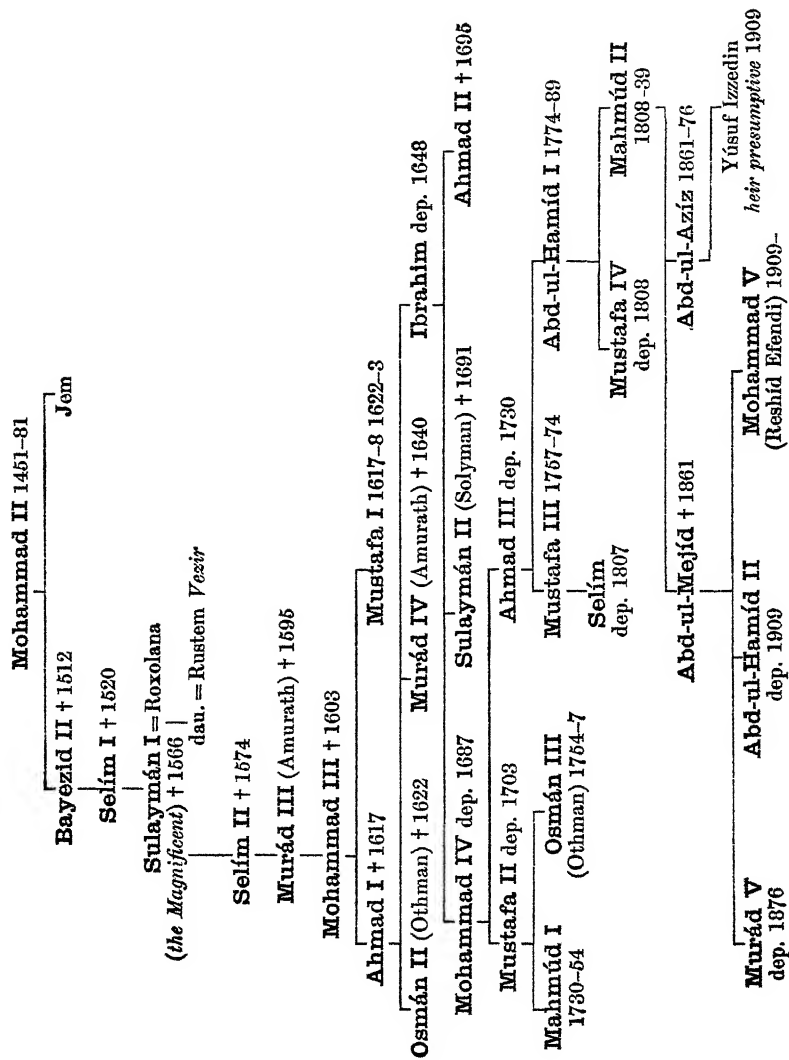 Mohammad II 1451–81
Bayezid II † 1512 Jem
Selím I † 1520
Sulaymán I = Roxolana
(the Magnificent) † 1566
dau. = Rustem Vezir
Selím II † 1574
Murád III (Amurath) † 1595
Mohammad III † 1603
Ahmad I † 1617 Mustafa I 1617–8 1622–3
Osmán II (Othman) † 1622 Murád IV (Amurath) † 1640 Ibrahim dep. 1648
Mohammad IV dep. 1687 Sulaymán II (Solyman) † 1691 Ahmad II † 1695
Mustafa II dep. 1703 Ahmad III dep. 1730
Mahmúd I Osmán III Mustafa III 1757–74 Abd-ul-Hamíd I 1774–89
1730–54 (Othman) 1754–7
Selím Mustafa IV Mahmúd II
dep. 1807 dep. 1808 1808–39
Abd-ul-Mejíd † 1861 Abd-ul-Azíz 1861–76
Murád V Abd-ul-Hamíd II Mohammad V Yúsuf Izzedin
dep. 1876 dep. 1909 (Reshíd Efendi) 1909– heir presumptive 1909